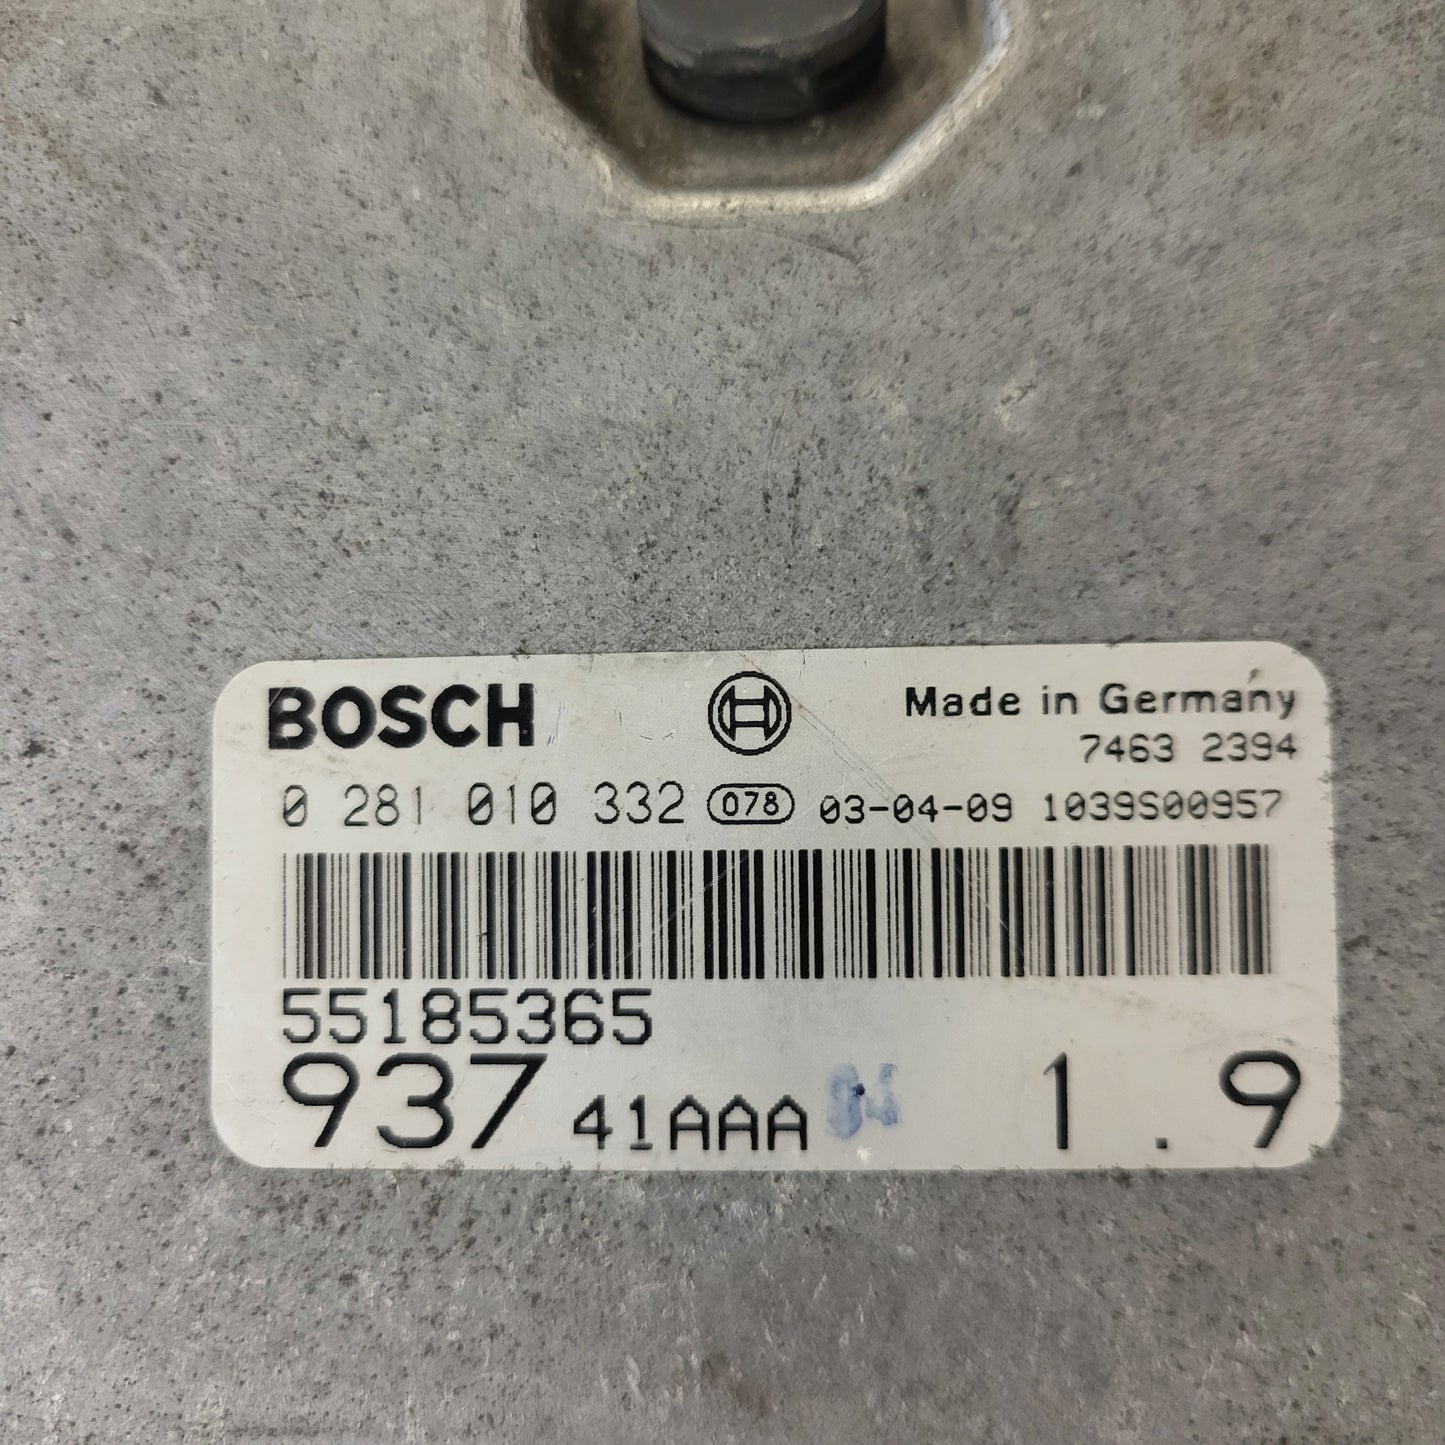 BOSCH Made in Germany
7463 2394
0 281 010 332 078 03-04-09 1039S00957
55185365
937 41AAA 1.9